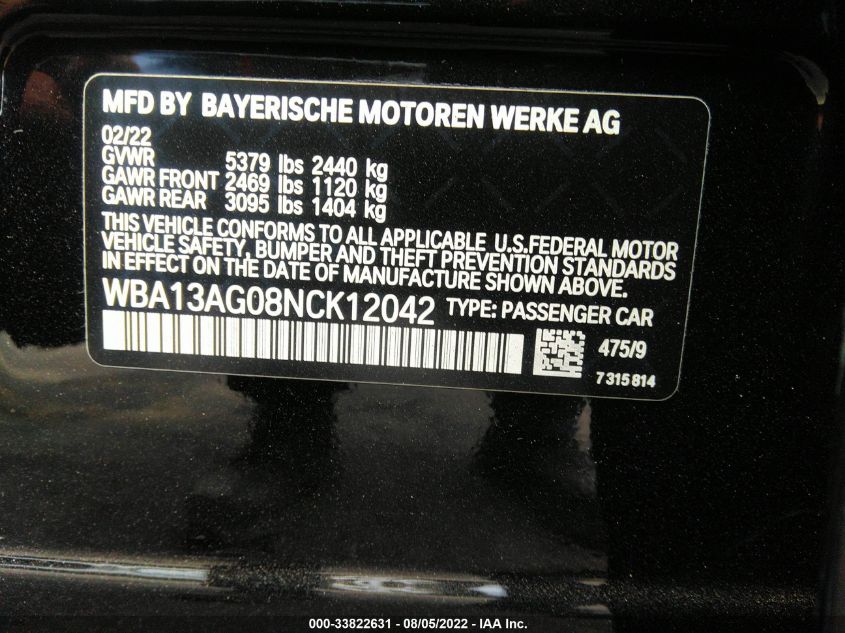 MFD BY BAYERISCHE MOTOREN WERKE AG
02/22
GVWR 5379 lbs 2440 kg
GAWR FRONT 2469 lbs 1120 kg
GAWR REAR 3095 lbs 1404 kg
THIS VEHICLE CONFORMS TO ALL APPLICABLE U.S.FEDERAL MOTOR
VEHICLE SAFETY, BUMPER AND THEFT PREVENTION STANDARDS
IN EFFECT ON THE DATE OF MANUFACTURE SHOWN ABOVE.
WBA13AG08NCK12042 TYPE: PASSENGER CAR
475/9
7315814
000-33822631 - 08/05/2022 - IAA Inc.